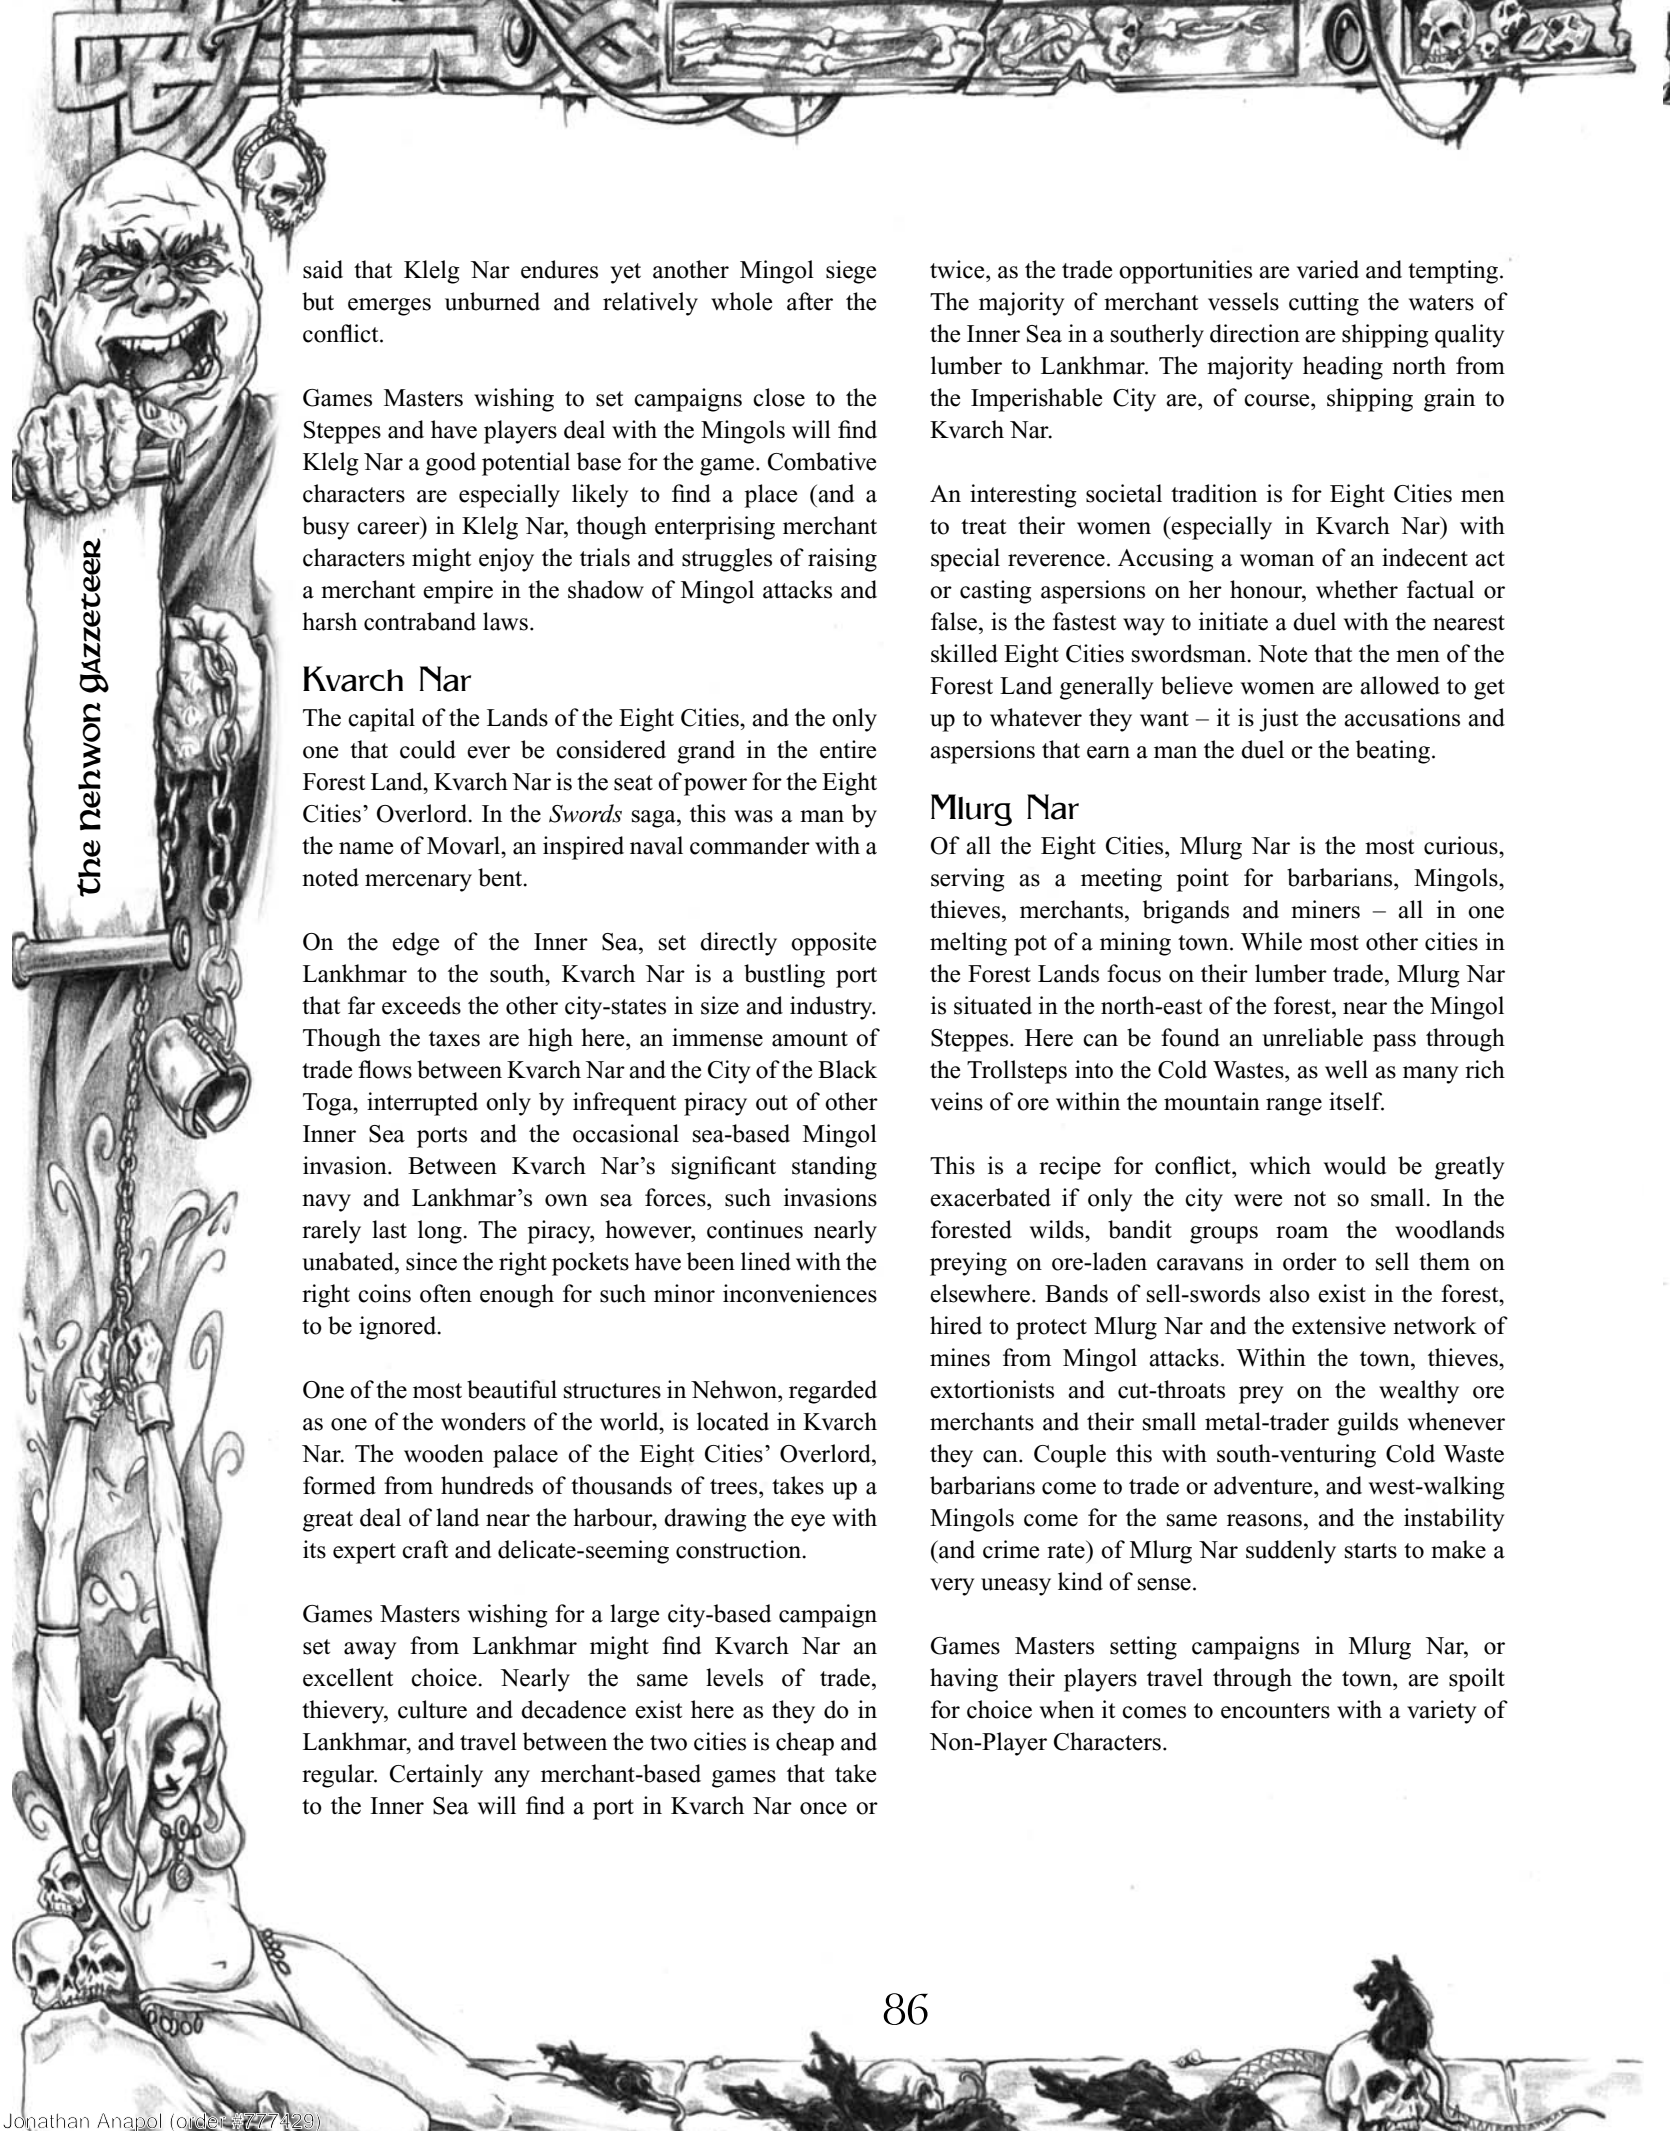 the nehwon gazzeteer
said that Klelg Nar endures yet another Mingol siege
but emerges unburned and relatively whole after the
conflict.
Games Masters wishing to set campaigns close to the
Steppes and have players deal with the Mingols will find
Klelg Nar a good potential base for the game. Combative
characters are especially likely to find a place (and a
busy career) in Klelg Nar, though enterprising merchant
characters might enjoy the trials and struggles of raising
a merchant empire in the shadow of Mingol attacks and
harsh contraband laws.
Kvarch Nar
The capital of the Lands of the Eight Cities, and the only
one that could ever be considered grand in the entire
Forest Land, Kvarch Nar is the seat of power for the Eight
Cities’ Overlord. In the Swords saga, this was a man by
the name of Movarl, an inspired naval commander with a
noted mercenary bent.
On the edge of the Inner Sea, set directly opposite
Lankhmar to the south, Kvarch Nar is a bustling port
that far exceeds the other city-states in size and industry.
Though the taxes are high here, an immense amount of
trade flows between Kvarch Nar and the City of the Black
Toga, interrupted only by infrequent piracy out of other
Inner Sea ports and the occasional sea-based Mingol
invasion. Between Kvarch Nar’s significant standing
navy and Lankhmar’s own sea forces, such invasions
rarely last long. The piracy, however, continues nearly
unabated, since the right pockets have been lined with the
right coins often enough for such minor inconveniences
to be ignored.
One of the most beautiful structures in Nehwon, regarded
as one of the wonders of the world, is located in Kvarch
Nar. The wooden palace of the Eight Cities’ Overlord,
formed from hundreds of thousands of trees, takes up a
great deal of land near the harbour, drawing the eye with
its expert craft and delicate-seeming construction.
Games Masters wishing for a large city-based campaign
set away from Lankhmar might find Kvarch Nar an
excellent choice. Nearly the same levels of trade,
thievery, culture and decadence exist here as they do in
Lankhmar, and travel between the two cities is cheap and
regular. Certainly any merchant-based games that take
to the Inner Sea will find a port in Kvarch Nar once or
twice, as the trade opportunities are varied and tempting.
The majority of merchant vessels cutting the waters of
the Inner Sea in a southerly direction are shipping quality
lumber to Lankhmar. The majority heading north from
the Imperishable City are, of course, shipping grain to
Kvarch Nar.
An interesting societal tradition is for Eight Cities men
to treat their women (especially in Kvarch Nar) with
special reverence. Accusing a woman of an indecent act
or casting aspersions on her honour, whether factual or
false, is the fastest way to initiate a duel with the nearest
skilled Eight Cities swordsman. Note that the men of the
Forest Land generally believe women are allowed to get
up to whatever they want – it is just the accusations and
aspersions that earn a man the duel or the beating.
Mlurg Nar
Of all the Eight Cities, Mlurg Nar is the most curious,
serving as a meeting point for barbarians, Mingols,
thieves, merchants, brigands and miners – all in one
melting pot of a mining town. While most other cities in
the Forest Lands focus on their lumber trade, Mlurg Nar
is situated in the north-east of the forest, near the Mingol
Steppes. Here can be found an unreliable pass through
the Trollsteps into the Cold Wastes, as well as many rich
veins of ore within the mountain range itself.
This is a recipe for conflict, which would be greatly
exacerbated if only the city were not so small. In the
forested wilds, bandit groups roam the woodlands
preying on ore-laden caravans in order to sell them on
elsewhere. Bands of sell-swords also exist in the forest,
hired to protect Mlurg Nar and the extensive network of
mines from Mingol attacks. Within the town, thieves,
extortionists and cut-throats prey on the wealthy ore
merchants and their small metal-trader guilds whenever
they can. Couple this with south-venturing Cold Waste
barbarians come to trade or adventure, and west-walking
Mingols come for the same reasons, and the instability
(and crime rate) of Mlurg Nar suddenly starts to make a
very uneasy kind of sense.
Games Masters setting campaigns in Mlurg Nar, or
having their players travel through the town, are spoilt
for choice when it comes to encounters with a variety of
Non-Player Characters.
86
Jonathan Anapol (order #777429)